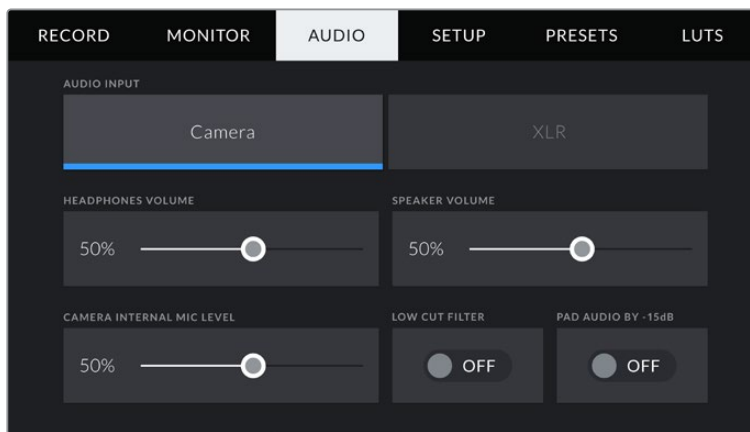 RECORD MONITOR AUDIO SETUP PRESETS LUTS
AUDIO INPUT
Camera XLR
HEADPHONES VOLUME SPEAKER VOLUME
50% 50%
CAMERA INTERNAL MIC LEVEL LOW CUT FILTER PAD AUDIO BY -15dB
50% OFF OFF